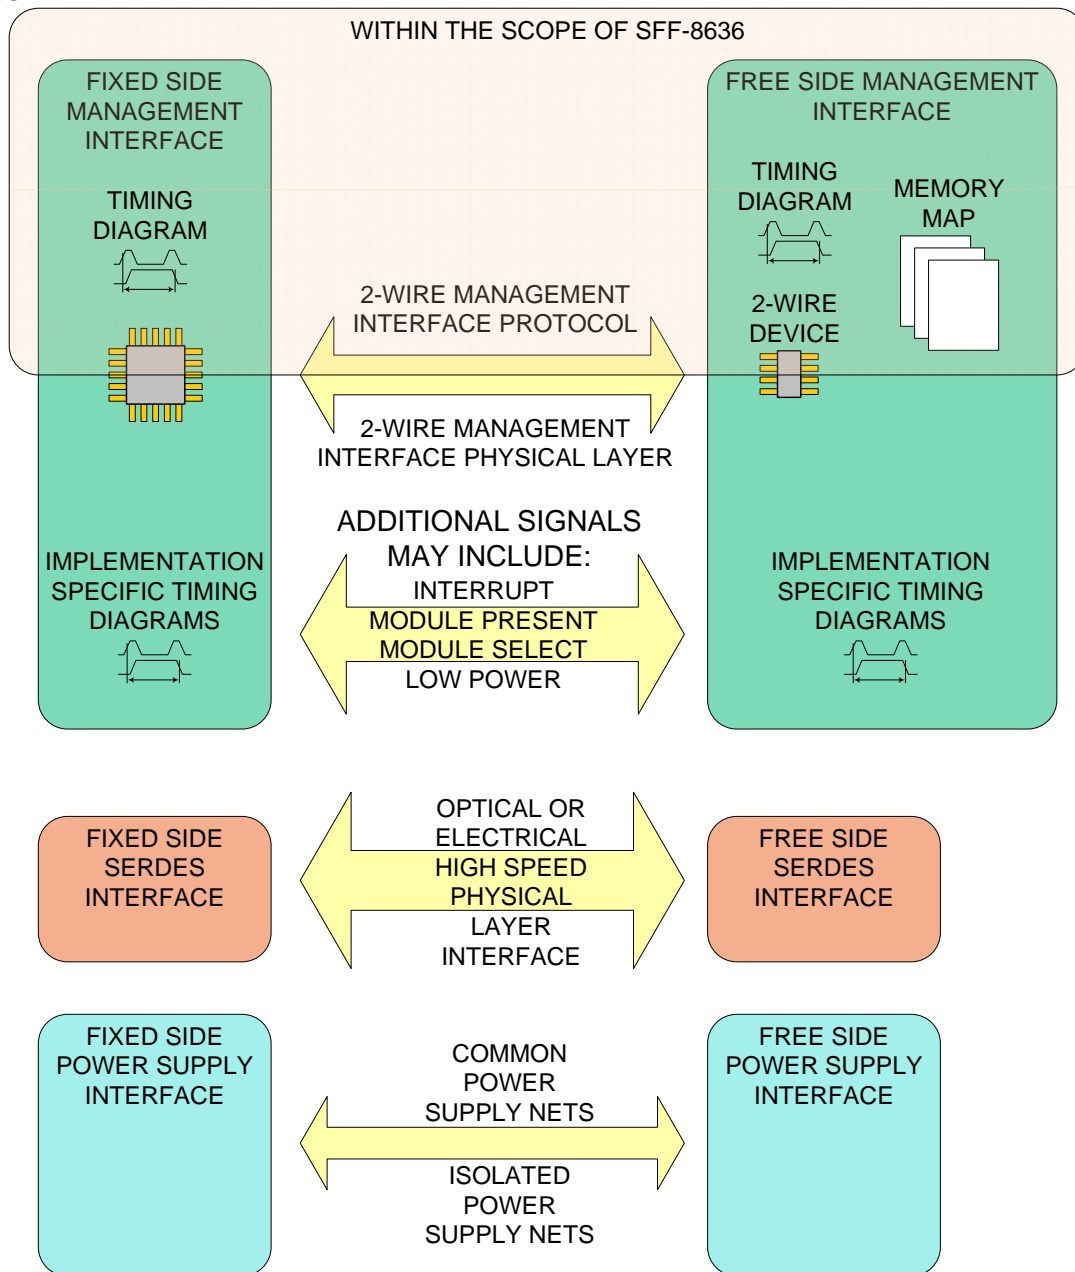 WITHIN THE SCOPE OF SFF-8636
FIXED SIDE
MANAGEMENT
INTERFACE
FREE SIDE MANAGEMENT
INTERFACE
TIMING
DIAGRAM
TIMING
DIAGRAM
MEMORY
MAP
2-WIRE MANAGEMENT
INTERFACE PROTOCOL
2-WIRE
DEVICE
2-WIRE MANAGEMENT
INTERFACE PHYSICAL LAYER
ADDITIONAL SIGNALS
MAY INCLUDE:
INTERRUPT
MODULE PRESENT
MODULE SELECT
LOW POWER
IMPLEMENTATION
SPECIFIC TIMING
DIAGRAMS
IMPLEMENTATION
SPECIFIC TIMING
DIAGRAMS
FIXED SIDE
SERDES
INTERFACE
OPTICAL OR
ELECTRICAL
HIGH SPEED
PHYSICAL
LAYER
INTERFACE
FREE SIDE
SERDES
INTERFACE
FIXED SIDE
POWER SUPPLY
INTERFACE
COMMON
POWER
SUPPLY NETS
ISOLATED
POWER
SUPPLY NETS
FREE SIDE
POWER SUPPLY
INTERFACE